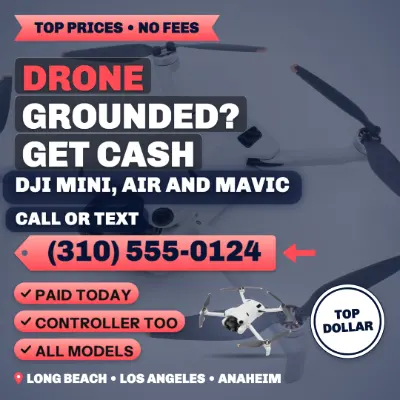 TOP PRICES • NO FEES
DRONE
GROUNDED?
GET CASH
DJI MINI, AIR AND MAVIC
CALL OR TEXT
(310) 555-0124
PAID TODAY
CONTROLLER TOO
ALL MODELS
TOP
DOLLAR
LONG BEACH • LOS ANGELES • ANAHEIM